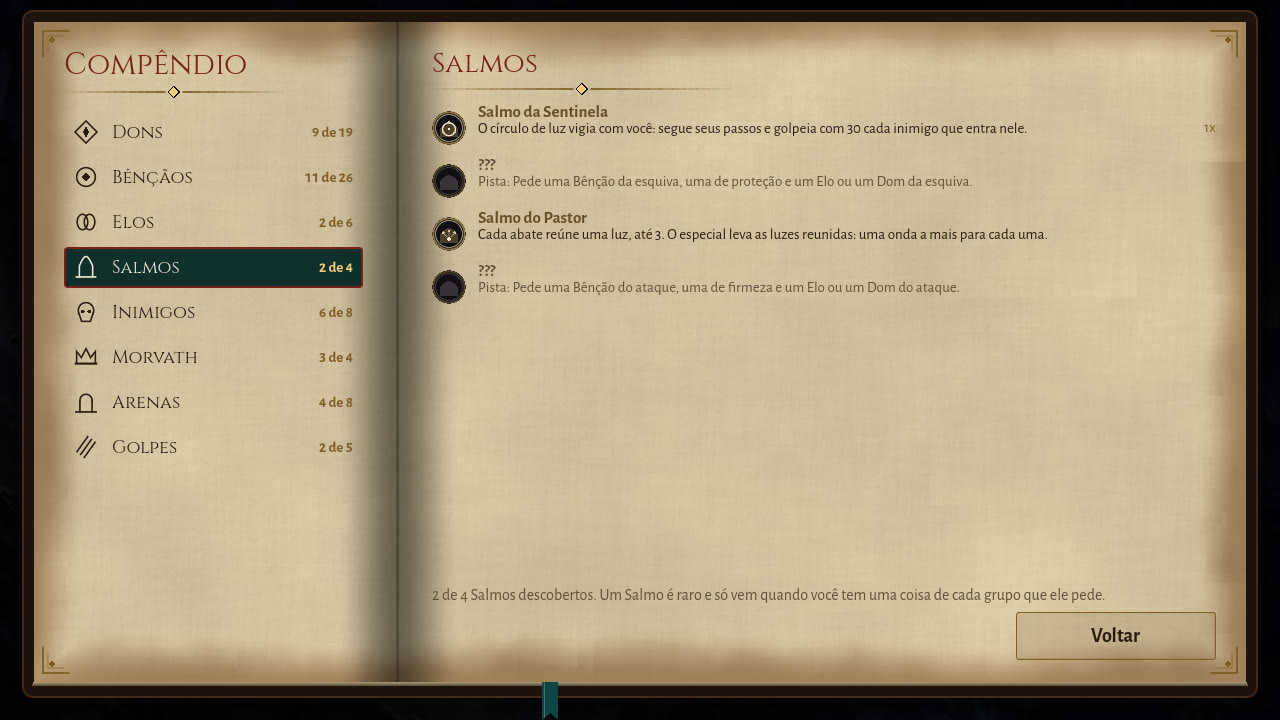 Compêndio
Dons 9 de 19
Bênçãos 11 de 26
Elos 2 de 6
Salmos 2 de 4
Inimigos 6 de 8
Morvath 3 de 4
Arenas 4 de 8
Golpes 2 de 5
Salmos
Salmo da Sentinela
O círculo de luz vigia com você: segue seus passos e golpeia com 30 cada inimigo que entra nele. 1x
???
Pista: Pede uma Bênção da esquiva, uma de proteção e um Elo ou um Dom da esquiva.
Salmo do Pastor
Cada abate reúne uma luz, até 3. O especial leva as luzes reunidas: uma onda a mais para cada uma.
???
Pista: Pede uma Bênção do ataque, uma de firmeza e um Elo ou um Dom do ataque.
2 de 4 Salmos descobertos. Um Salmo é raro e só vem quando você tem uma coisa de cada grupo que ele pede.
Voltar